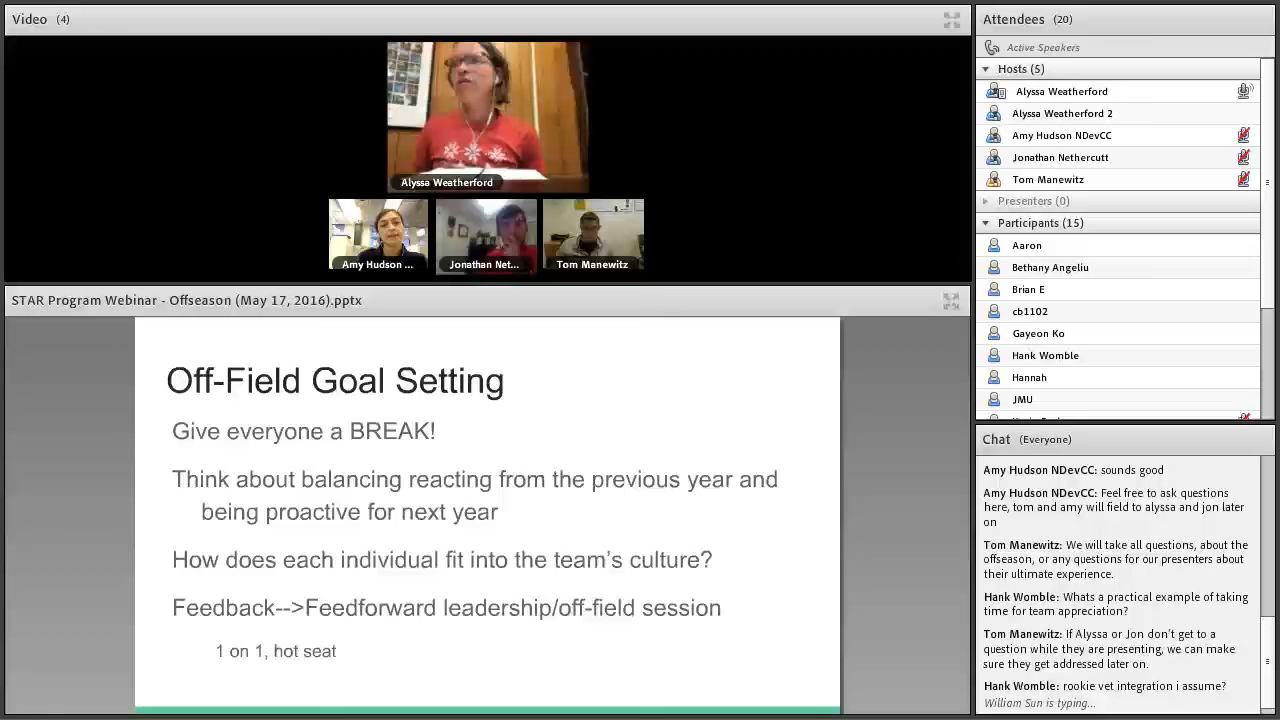 Video (4)
Alyssa Weatherford
Amy Hudson ...
Jonathan Net...
Tom Manewitz
STAR Program Webinar - Offseason (May 17, 2016).pptx
Off-Field Goal Setting
Give everyone a BREAK!
Think about balancing reacting from the previous year and
being proactive for next year
How does each individual fit into the team's culture?
Feedback-->Feedforward leadership/off-field session
1 on 1, hot seat
Attendees (20)
Active Speakers
Hosts (5)
Alyssa Weatherford
Alyssa Weatherford 2
Amy Hudson NDevCC
Jonathan Nethercutt
Tom Manewitz
Presenters (0)
Participants (15)
Aaron
Bethany Angeliu
Brian E
cb1102
Gayeon Ko
Hank Womble
Hannah
JMU
Chat (Everyone)
Amy Hudson NDevCC: sounds good
Amy Hudson NDevCC: Feel free to ask questions
here, tom and amy will field to alyssa and jon later
on
Tom Manewitz: We will take all questions, about the
offseason, or any questions for our presenters about
their ultimate experience.
Hank Womble: Whats a practical example of taking
time for team appreciation?
Tom Manewitz: If Alyssa or Jon don't get to a
question while they are presenting, we can make
sure they get addressed later on.
Hank Womble: rookie vet integration i assume?
William Sun is typing...